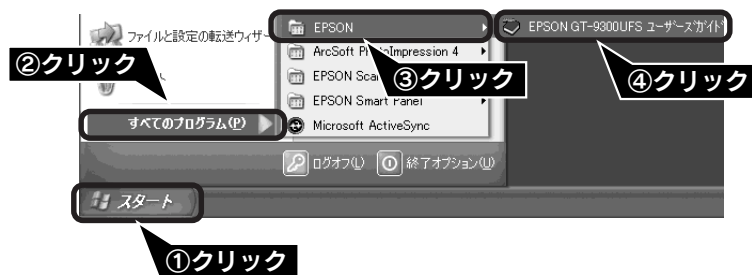 ファイルと設定の転送ウィザー
EPSON
EPSON GT-9300UFS ユーザーズガイド
ArcSoft PhotoImpression 4
②クリック
③クリック
④クリック
EPSON Sca
EPSON Smart Panel
すべてのプログラム(P)
Microsoft ActiveSync
ログオフ(L)
終了オプション(U)
スタート
①クリック